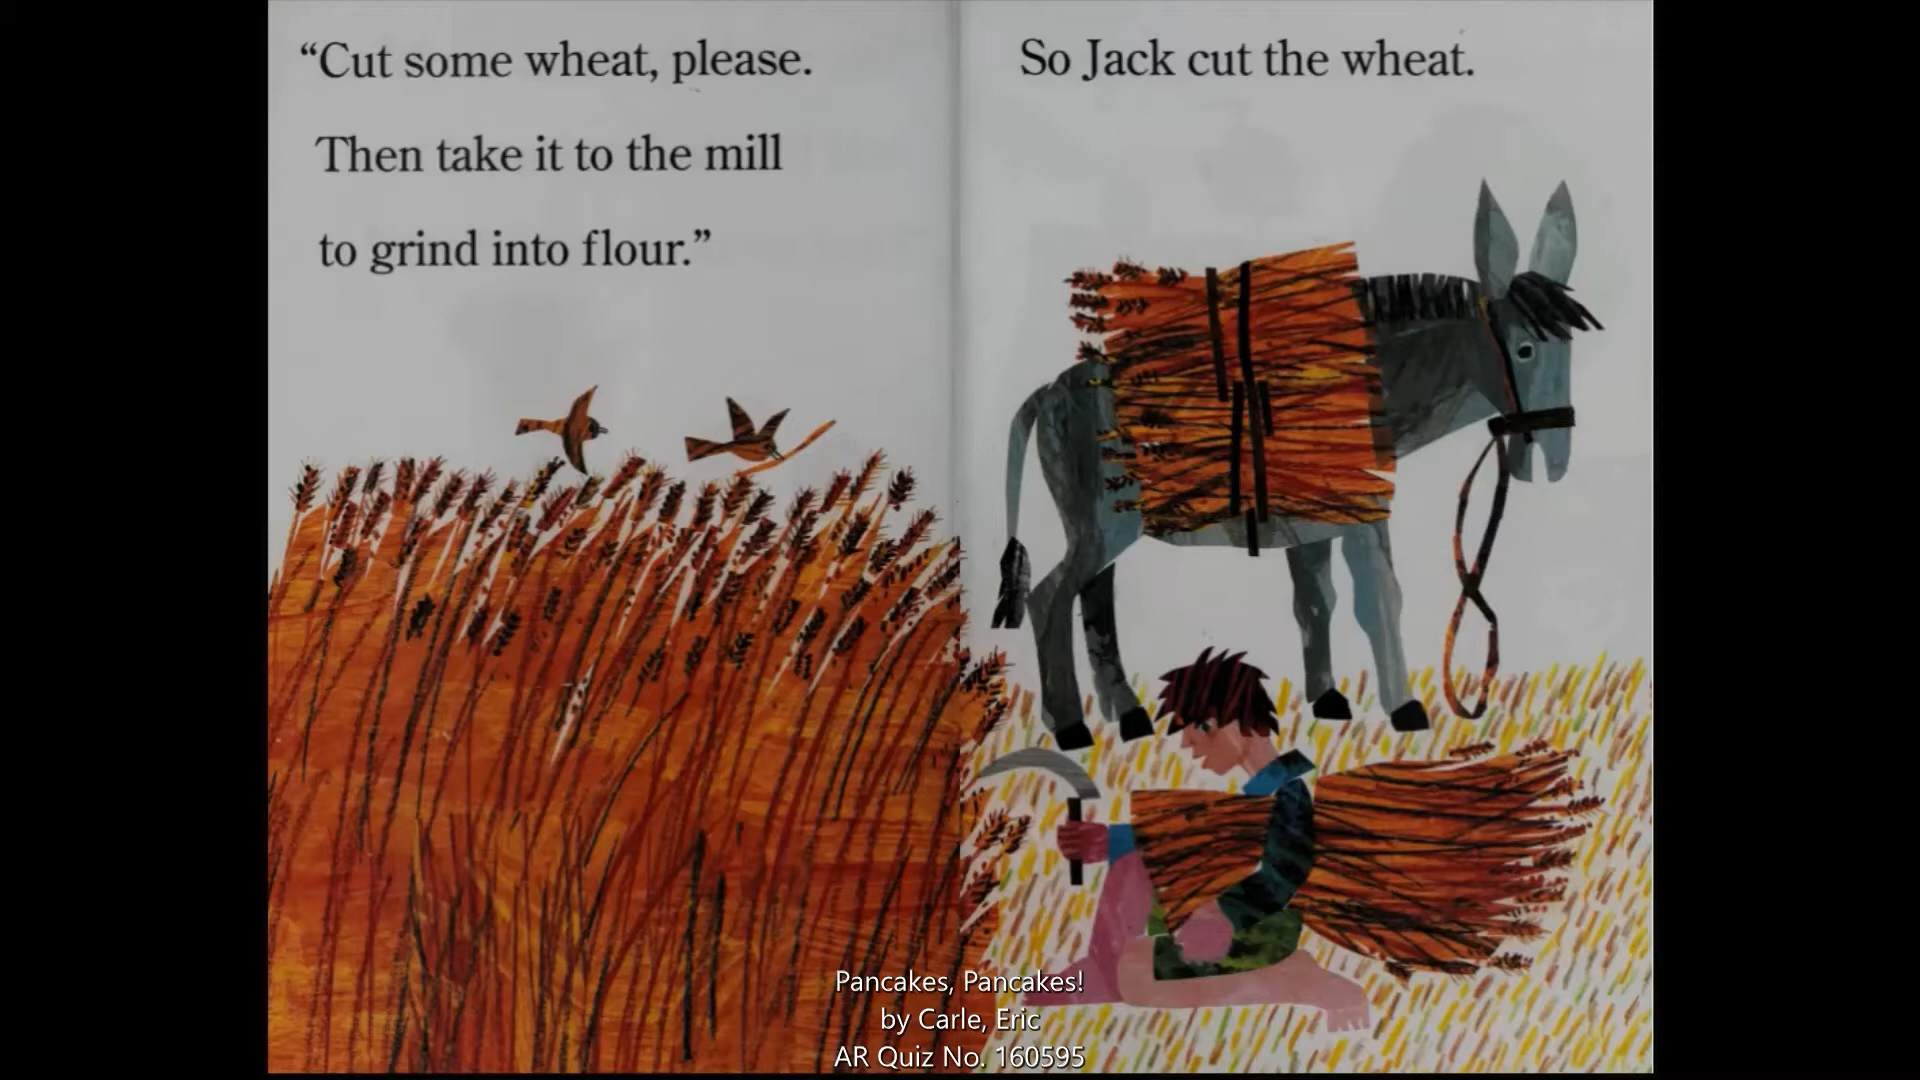 “Cut some wheat, please.
Then take it to the mill
to grind into flour.”
So Jack cut the wheat.
Pancakes, Pancakes!
by Carle, Eric
AR Quiz No. 160595